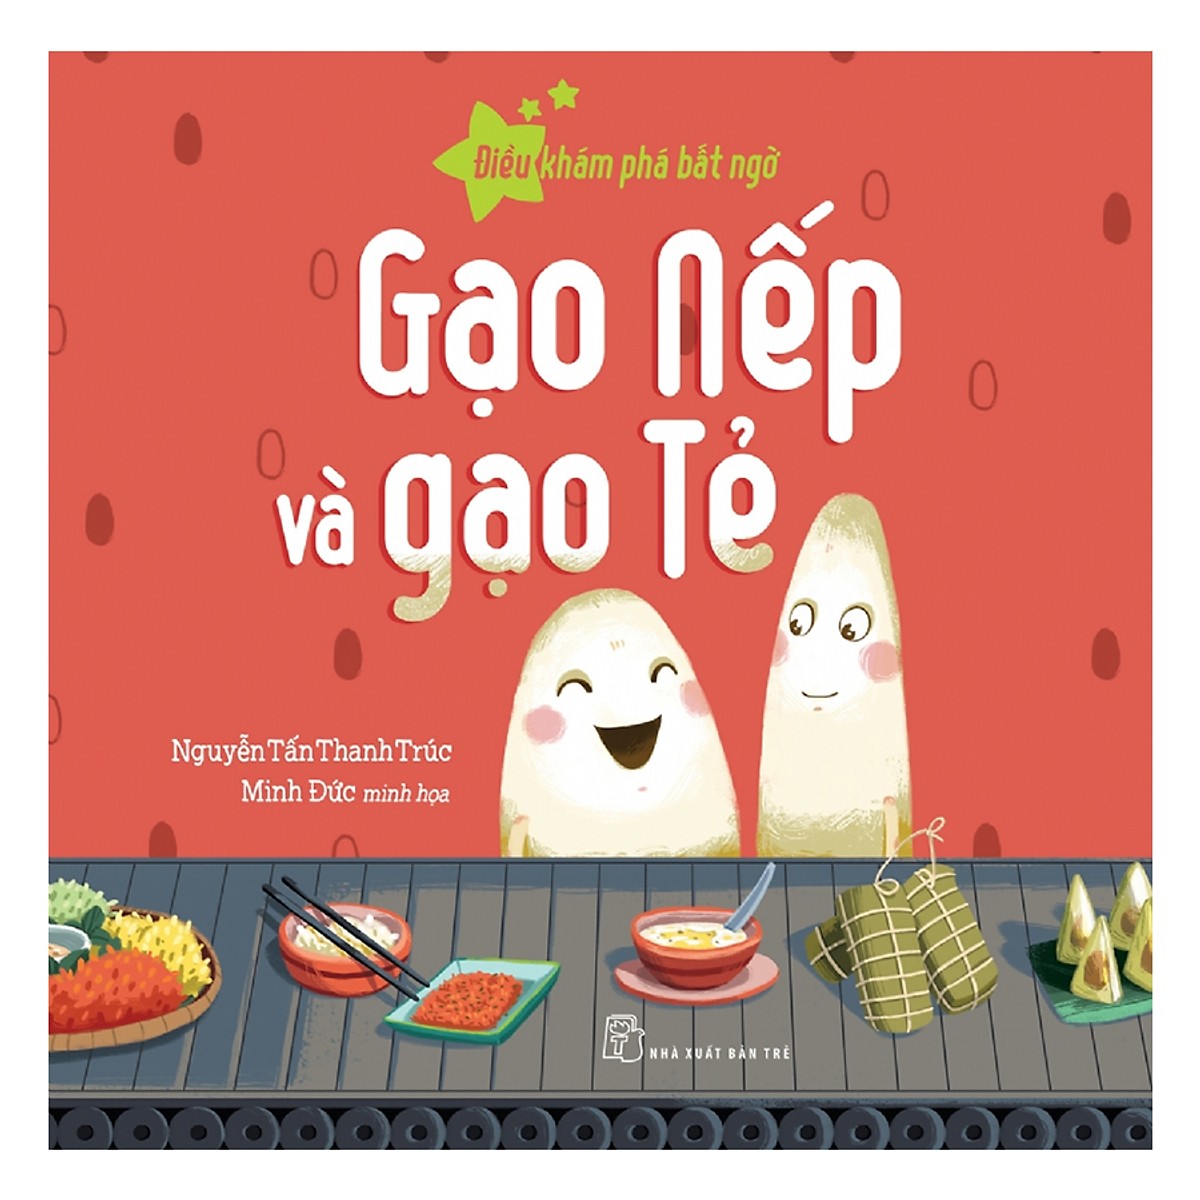 Điều khám phá bất ngờ
Gạo Nếp
và gạo Tẻ
Nguyễn Tấn Thanh Trúc
Minh Đức minh họa
NHÀ XUẤT BẢN TRẺ